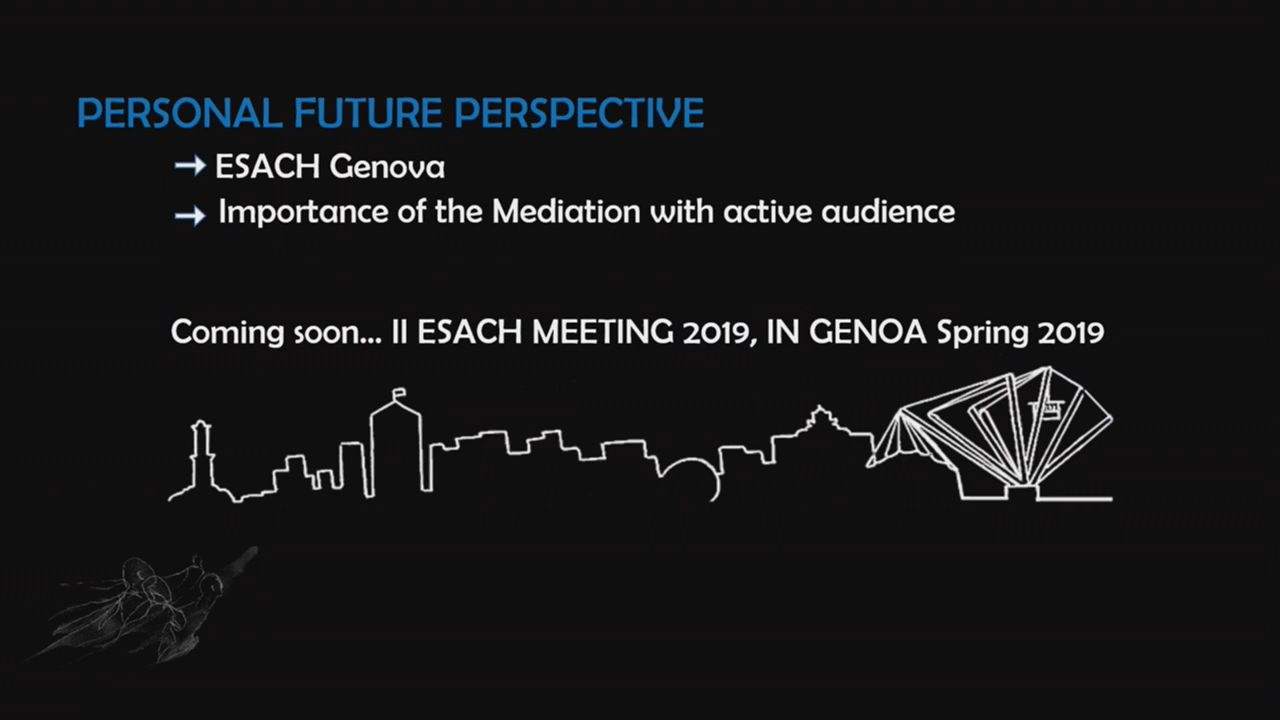 PERSONAL FUTURE PERSPECTIVE
ESACH Genova
Importance of the Mediation with active audience
Coming soon... II ESACH MEETING 2019, IN GENOA Spring 2019